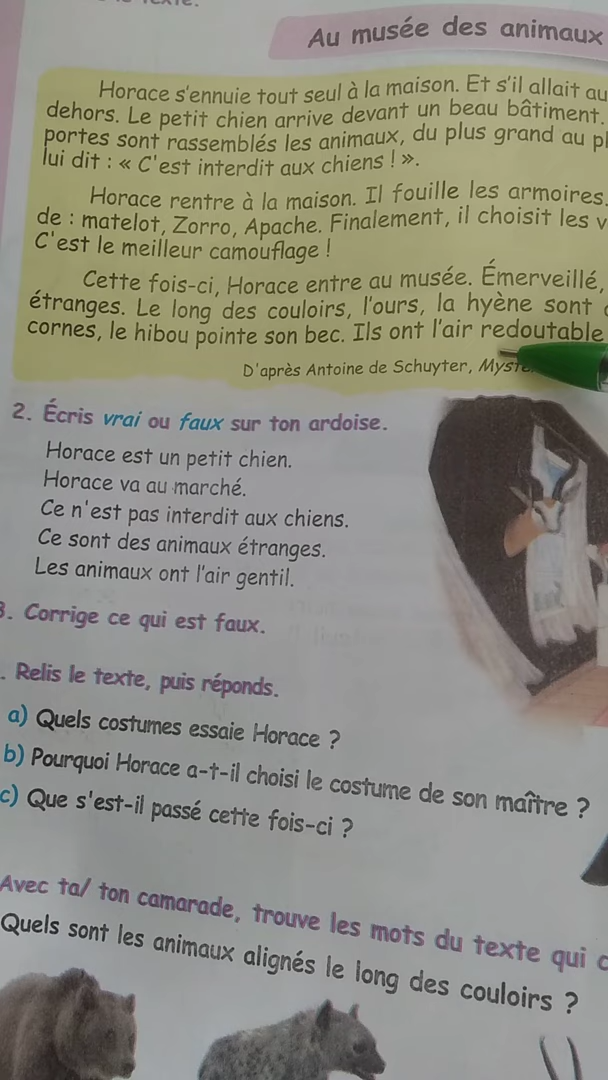 Au musée des animaux
Horace s'ennuie tout seul à la maison. Et s'il allait au
dehors. Le petit chien arrive devant un beau bâtiment.
portes sont rassemblés les animaux, du plus grand au
lui dit : « C'est interdit aux chiens ! ».
Horace rentre à la maison. Il fouille les armoires.
de : matelot, Zorro, Apache. Finalement, il choisit les
C'est le meilleur camouflage !
Cette fois-ci, Horace entre au musée. Émerveillé,
étranges. Le long des couloirs, l'ours, la hyène sont
cornes, le hibou pointe son bec. Ils ont l'air redoutable
D'après Antoine de Schuyter,
2. Écris vrai ou faux sur ton ardoise.
Horace est un petit chien.
Horace va au marché.
Ce n'est pas interdit aux chiens.
Ce sont des animaux étranges.
Les animaux ont l'air gentil.
3. Corrige ce qui est faux.
. Relis le texte, puis réponds.
a) Quels costumes essaie Horace ?
b) Pourquoi Horace a-t-il choisi le costume de son maître ?
c) Que s'est-il passé cette fois-ci ?
Avec ta/ ton camarade, trouve les mots du texte qui
Quels sont les animaux alignés le long des couloirs ?